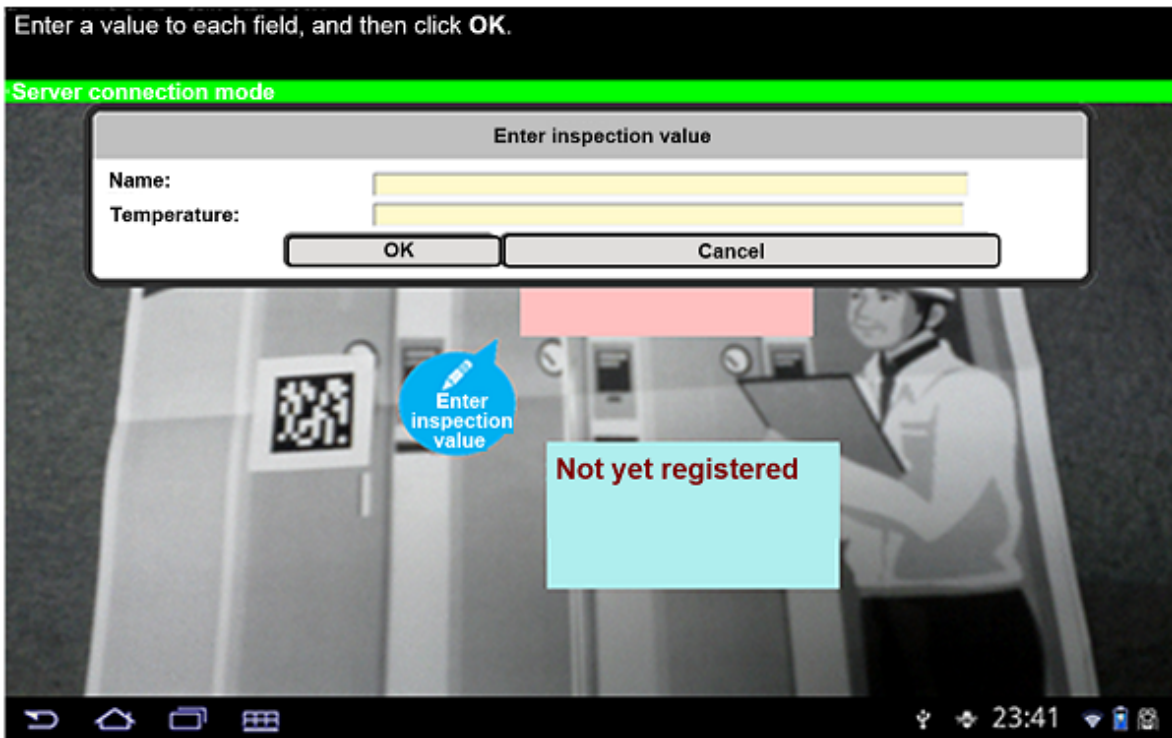 Enter a value to each field, and then click OK.
Server connection mode
Enter inspection value
Name:
Temperature:
OK
Cancel
Enter
inspection
value
Not yet registered
23:41